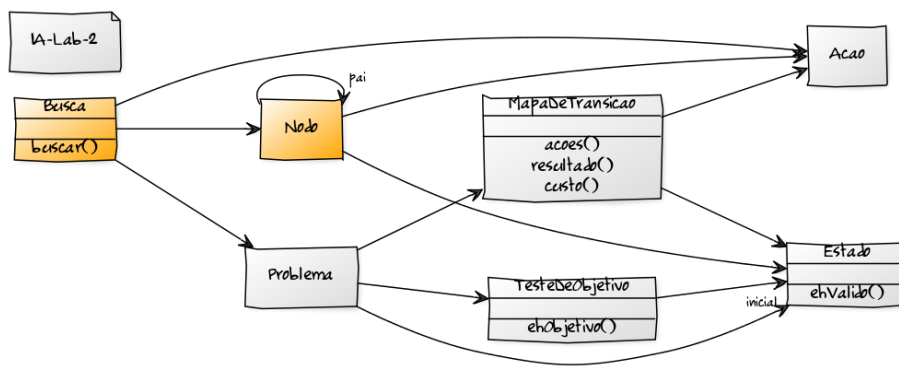 IA-Lab-2
Acao
pai
Busca
buscar()
Nodo
MapaDeTransicao
acoes()
resultado()
custo()
Problema
TesteDeObjetivo
ehObjetivo()
Estado
ehValido()
inicial